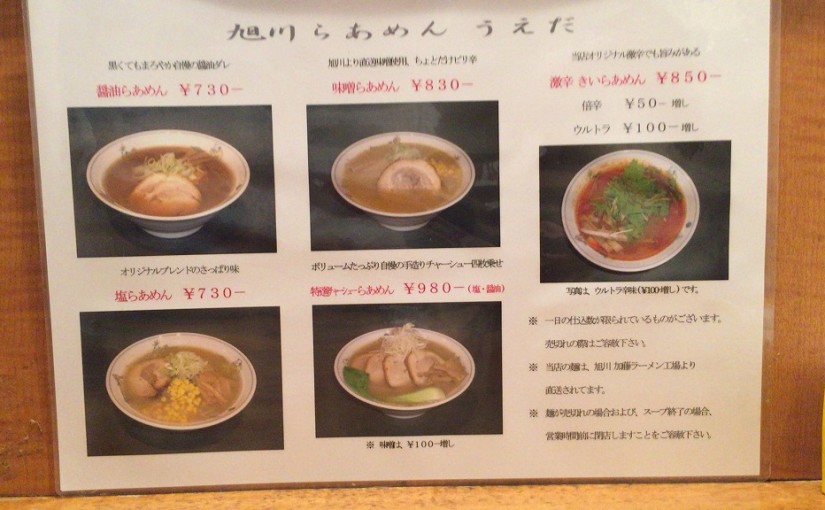 旭川らあめん うえだ
黒くてもまろやか自慢の醤油ダレ
醤油らあめん ￥730ー
オリジナルブレンドのさっぱり味
塩らあめん ￥730ー
旭川より直送味噌使用、ちょとだけピリ辛
味噌らあめん ￥830ー
ボリュームたっぷり自慢の手造りチャーシュー四枚乗せ
特製チャーシューらあめん ￥980ー(塩・醤油)
※ 味噌は、￥100ー増し
当店オリジナル激辛でも旨みがある
激辛 きいらあめん ￥850ー
倍辛 ￥50ー増し
ウルトラ ￥100ー増し
写真は、ウルトラ辛味(￥100ー増し)です。
※ 一日の仕込数が限られているものがございます。
売切れの際はご容赦下さい。
※ 当店の麺は、旭川 加藤ラーメン工場より
直送されてます。
※ 麺が売切れの場合および、スープ終了の場合、
営業時間前に閉店しますことをご容赦下さい。